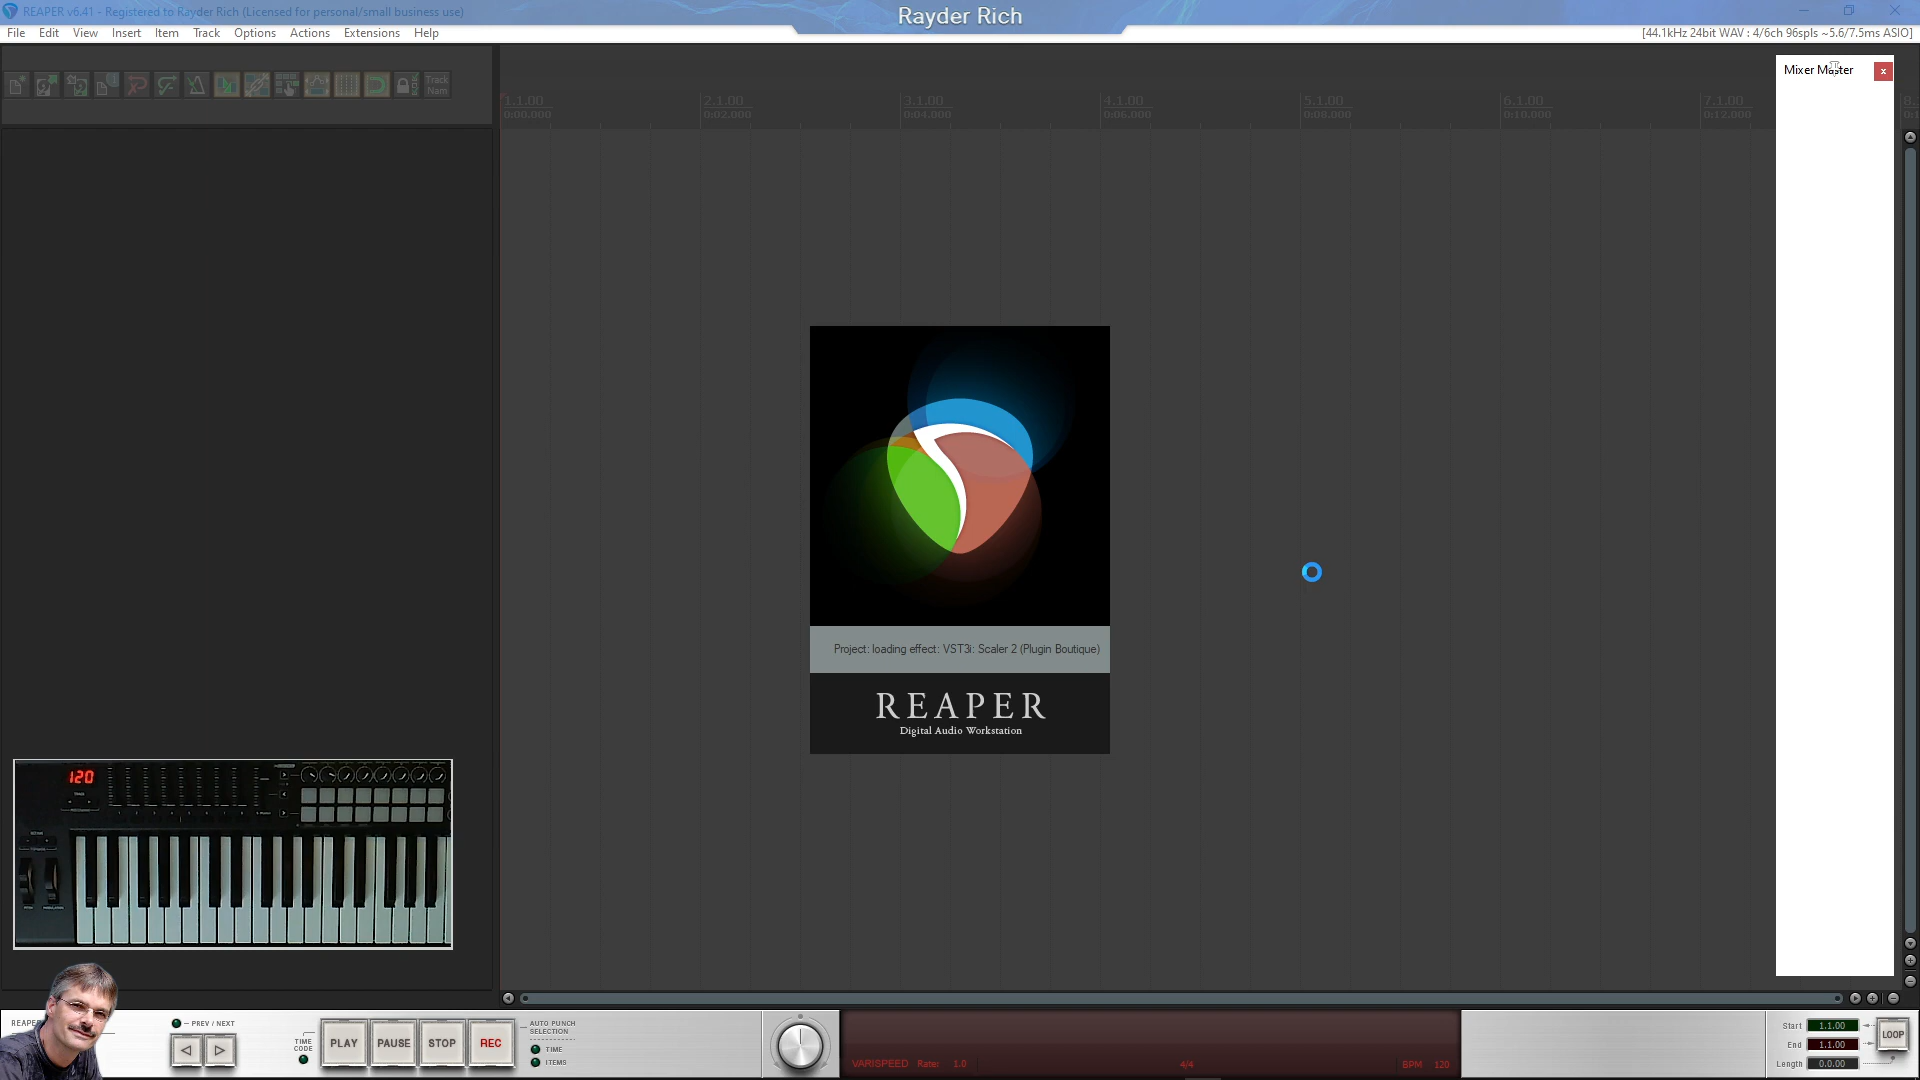 REAPER v6.41 - Registered to Rayder Rich (Licensed for personal/small business use)
Rayder Rich
File Edit View Insert Item Track Options Actions Extensions Help
[44.1kHz 24bit WAV : 4/6ch 96spls ~5.6/7.5ms ASIO]
Mixer Master
x
Track
Nam
1.1.00 2.1.00 3.1.00 4.1.00 5.1.00 6.1.00 7.1.00
0:00.000 0:02.000 0:04.000 0:06.000 0:08.000 0:10.000 0:12.000
Project: loading effect: VST3i: Scaler 2 (Plugin Boutique)
REAPER
Digital Audio Workstation
120
REAPER
PREV / NEXT
TIME
CODE
PLAY
PAUSE
STOP
REC
AUTO PUNCH
SELECTION
TIME
ITEMS
VARISPEED Rate: 1.0
4/4
BPM 120
Start 1.1.00
End 1.1.00
Length 0.0.00
LOOP